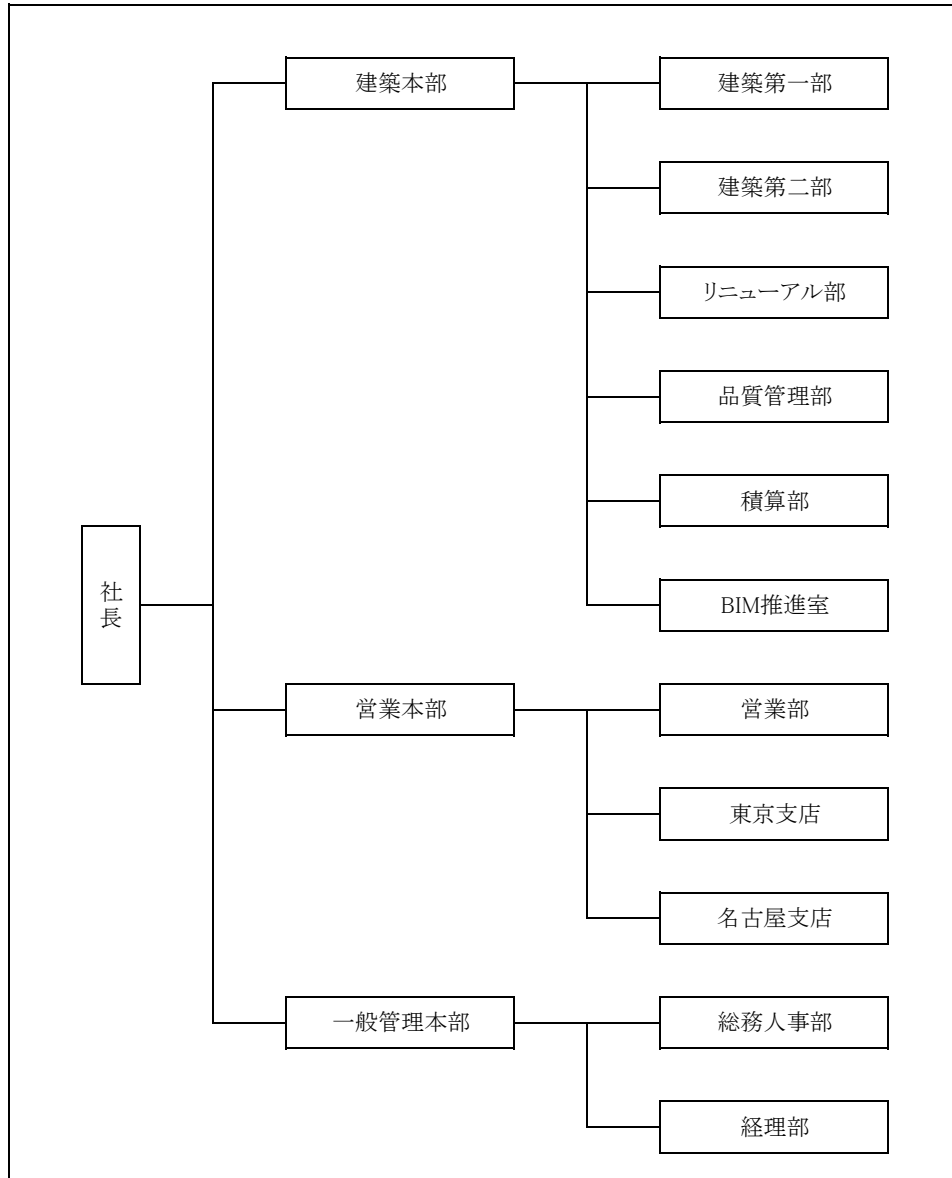 建築本部
建築第一部
建築第二部
リニューアル部
品質管理部
積算部
社長
BIM推進室
営業本部
営業部
東京支店
名古屋支店
一般管理本部
総務人事部
経理部